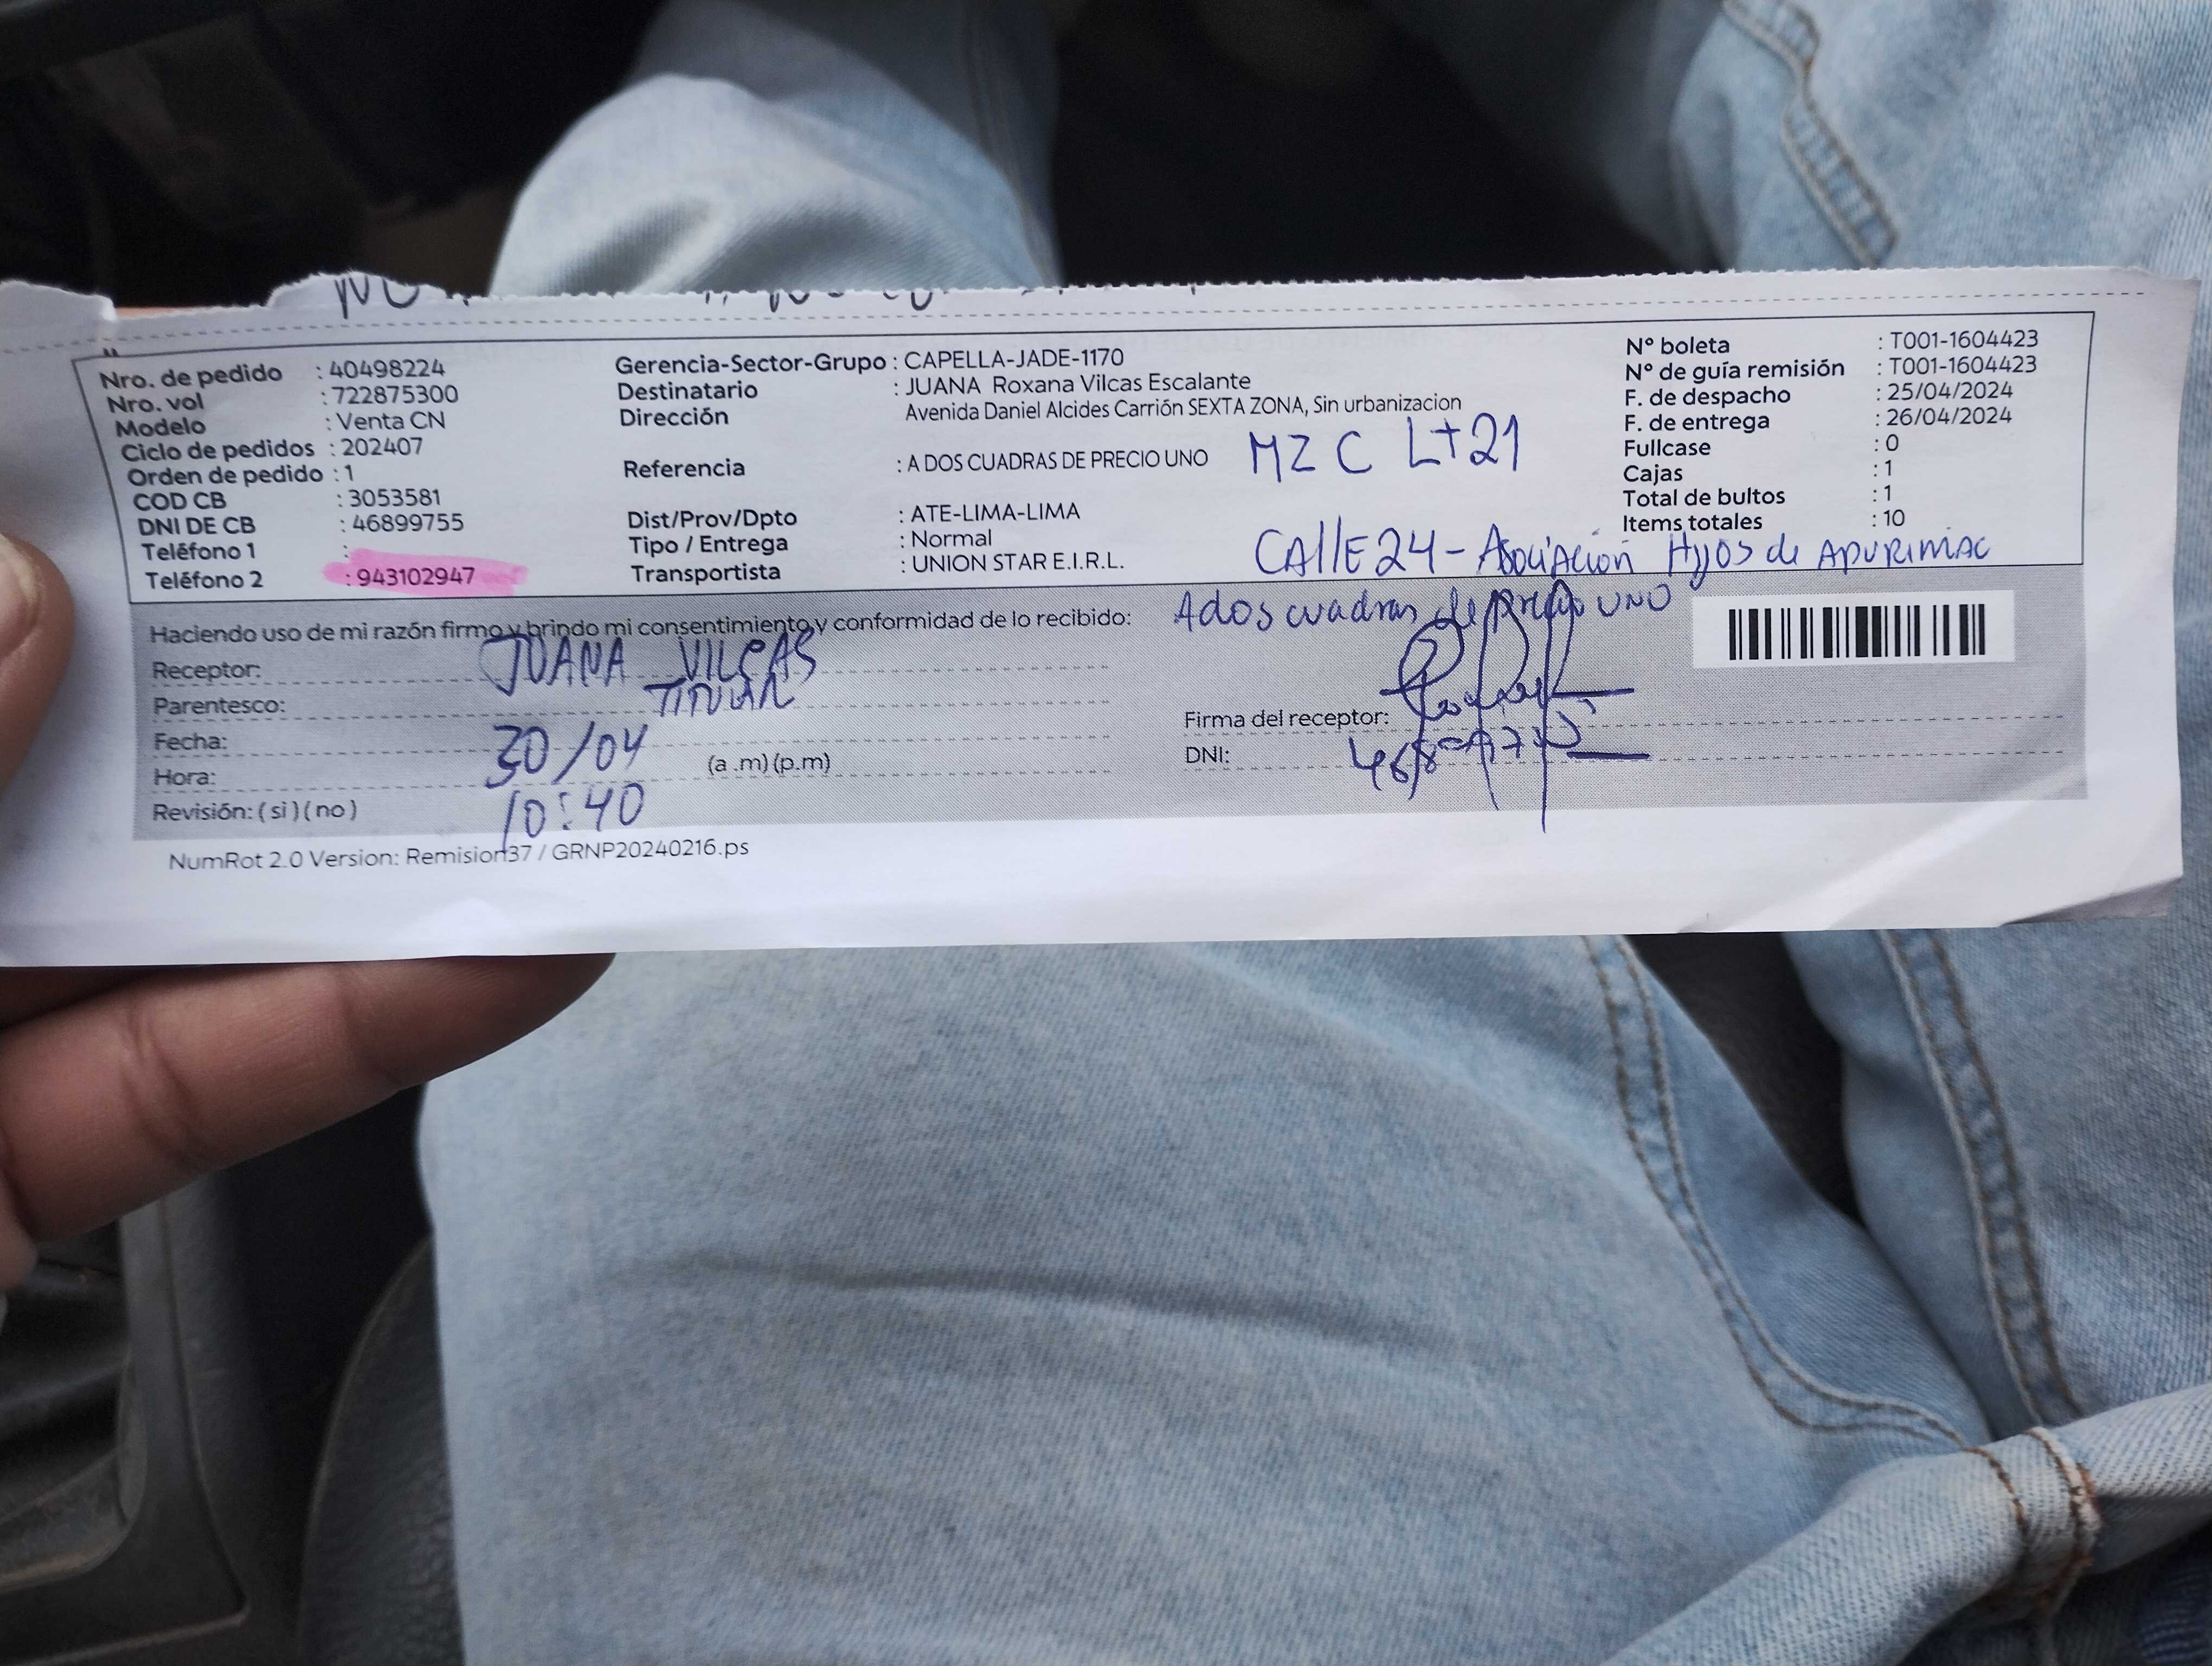 Nro. de pedido : 40498224
Nro. vol : 722875300
Modelo : Venta CN
Ciclo de pedidos : 202407
Orden de pedido : 1
COD CB : 3053581
DNI DE CB : 46899755
Teléfono 1 :
Teléfono 2 : 943102947
Gerencia-Sector-Grupo : CAPELLA-JADE-1170
Destinatario : JUANA Roxana Vilcas Escalante
Dirección Avenida Daniel Alcides Carrión SEXTA ZONA, Sin urbanizacion
Referencia : A DOS CUADRAS DE PRECIO UNO
MZ C Lt 21
Dist/Prov/Dpto : ATE-LIMA-LIMA
Tipo / Entrega : Normal
Transportista : UNION STAR E.I.R.L.
N° boleta : T001-1604423
N° de guía remisión : T001-1604423
F. de despacho : 25/04/2024
F. de entrega : 26/04/2024
Fullcase : 0
Cajas : 1
Total de bultos : 1
Items totales : 10
CAllE 24 - Asociación Hijos de APURIMAC
A dos cuadras de precio UNO
Haciendo uso de mi razón firmo y brindo mi consentimiento y conformidad de lo recibido:
Receptor: JUANA VILCAS
Parentesco: TITULAR
Fecha: 30/04
Hora: 10:40 (a .m) (p.m)
Revisión: ( si ) ( no )
Firma del receptor:
DNI:
NumRot 2.0 Version: Remision37 / GRNP20240216.ps